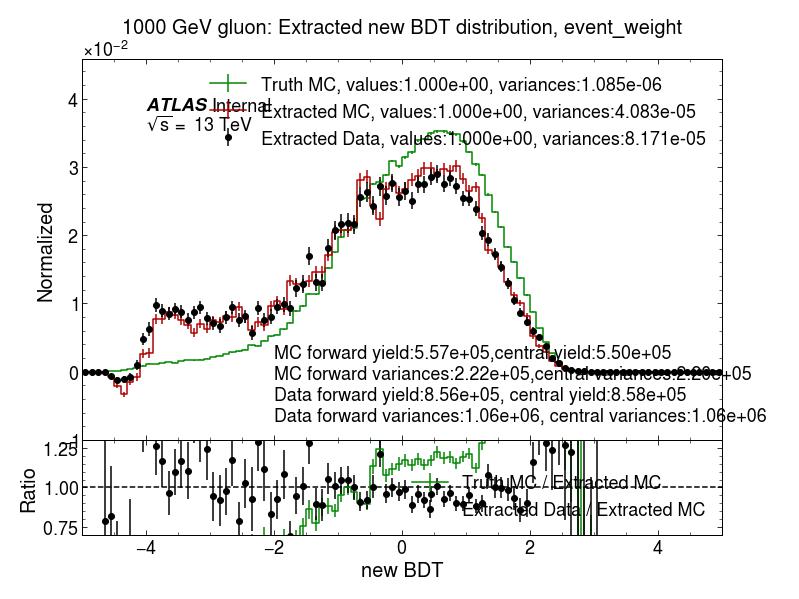 1000 GeV gluon: Extracted new BDT distribution, event_weight
×10⁻²
Truth MC, values:1.000e+00, variances:1.085e-06
ATLAS Internal
Extracted MC, values:1.000e+00, variances:4.083e-05
√s = 13 TeV
Extracted Data, values:1.000e+00, variances:8.171e-05
4
3
2
1
0
Normalized
MC forward yield:5.57e+05,central yield:5.50e+05
MC forward variances:2.22e+05,central variances:2.20e+05
Data forward yield:8.56e+05, central yield:8.58e+05
Data forward variances:1.06e+06, central variances:1.06e+06
1.25
1.00
0.75
Ratio
Truth MC / Extracted MC
Extracted Data / Extracted MC
−4 −2 0 2 4
new BDT